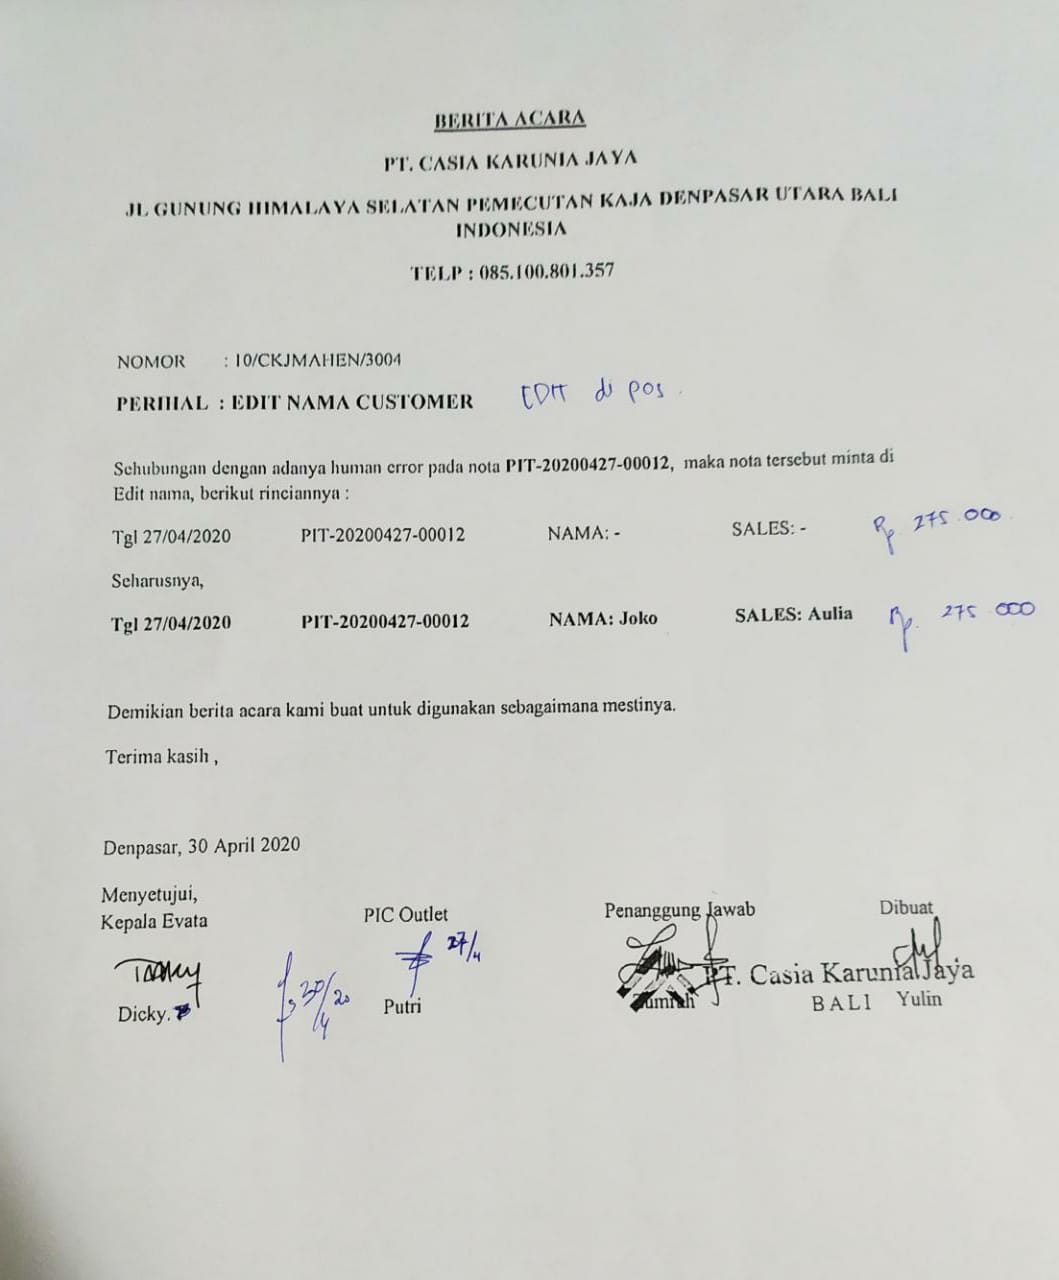 BERITA ACARA
PT. CASIA KARUNIA JAYA
JL GUNUNG HIMALAYA SELATAN PEMECUTAN KAJA DENPASAR UTARA BALI
INDONESIA
TELP : 085.100.801.357
NOMOR : 10/CKJMAHEN/3004
PERIHAL : EDIT NAMA CUSTOMER EDIT di pos.
Sehubungan dengan adanya human error pada nota PIT-20200427-00012, maka nota tersebut minta di
Edit nama, berikut rinciannya :
Tgl 27/04/2020 PIT-20200427-00012 NAMA: - SALES: - Rp 275.000
Seharusnya,
Tgl 27/04/2020 PIT-20200427-00012 NAMA: Joko SALES: Aulia Rp. 275 000
Demikian berita acara kami buat untuk digunakan sebagaimana mestinya.
Terima kasih ,
Denpasar, 30 April 2020
Menyetujui,
Kepala Evata PIC Outlet Penanggung Jawab Dibuat
27/4
30/4 20
PT. Casia Karunia Jaya
BALI
Dicky. Putri Zumrah Yulin